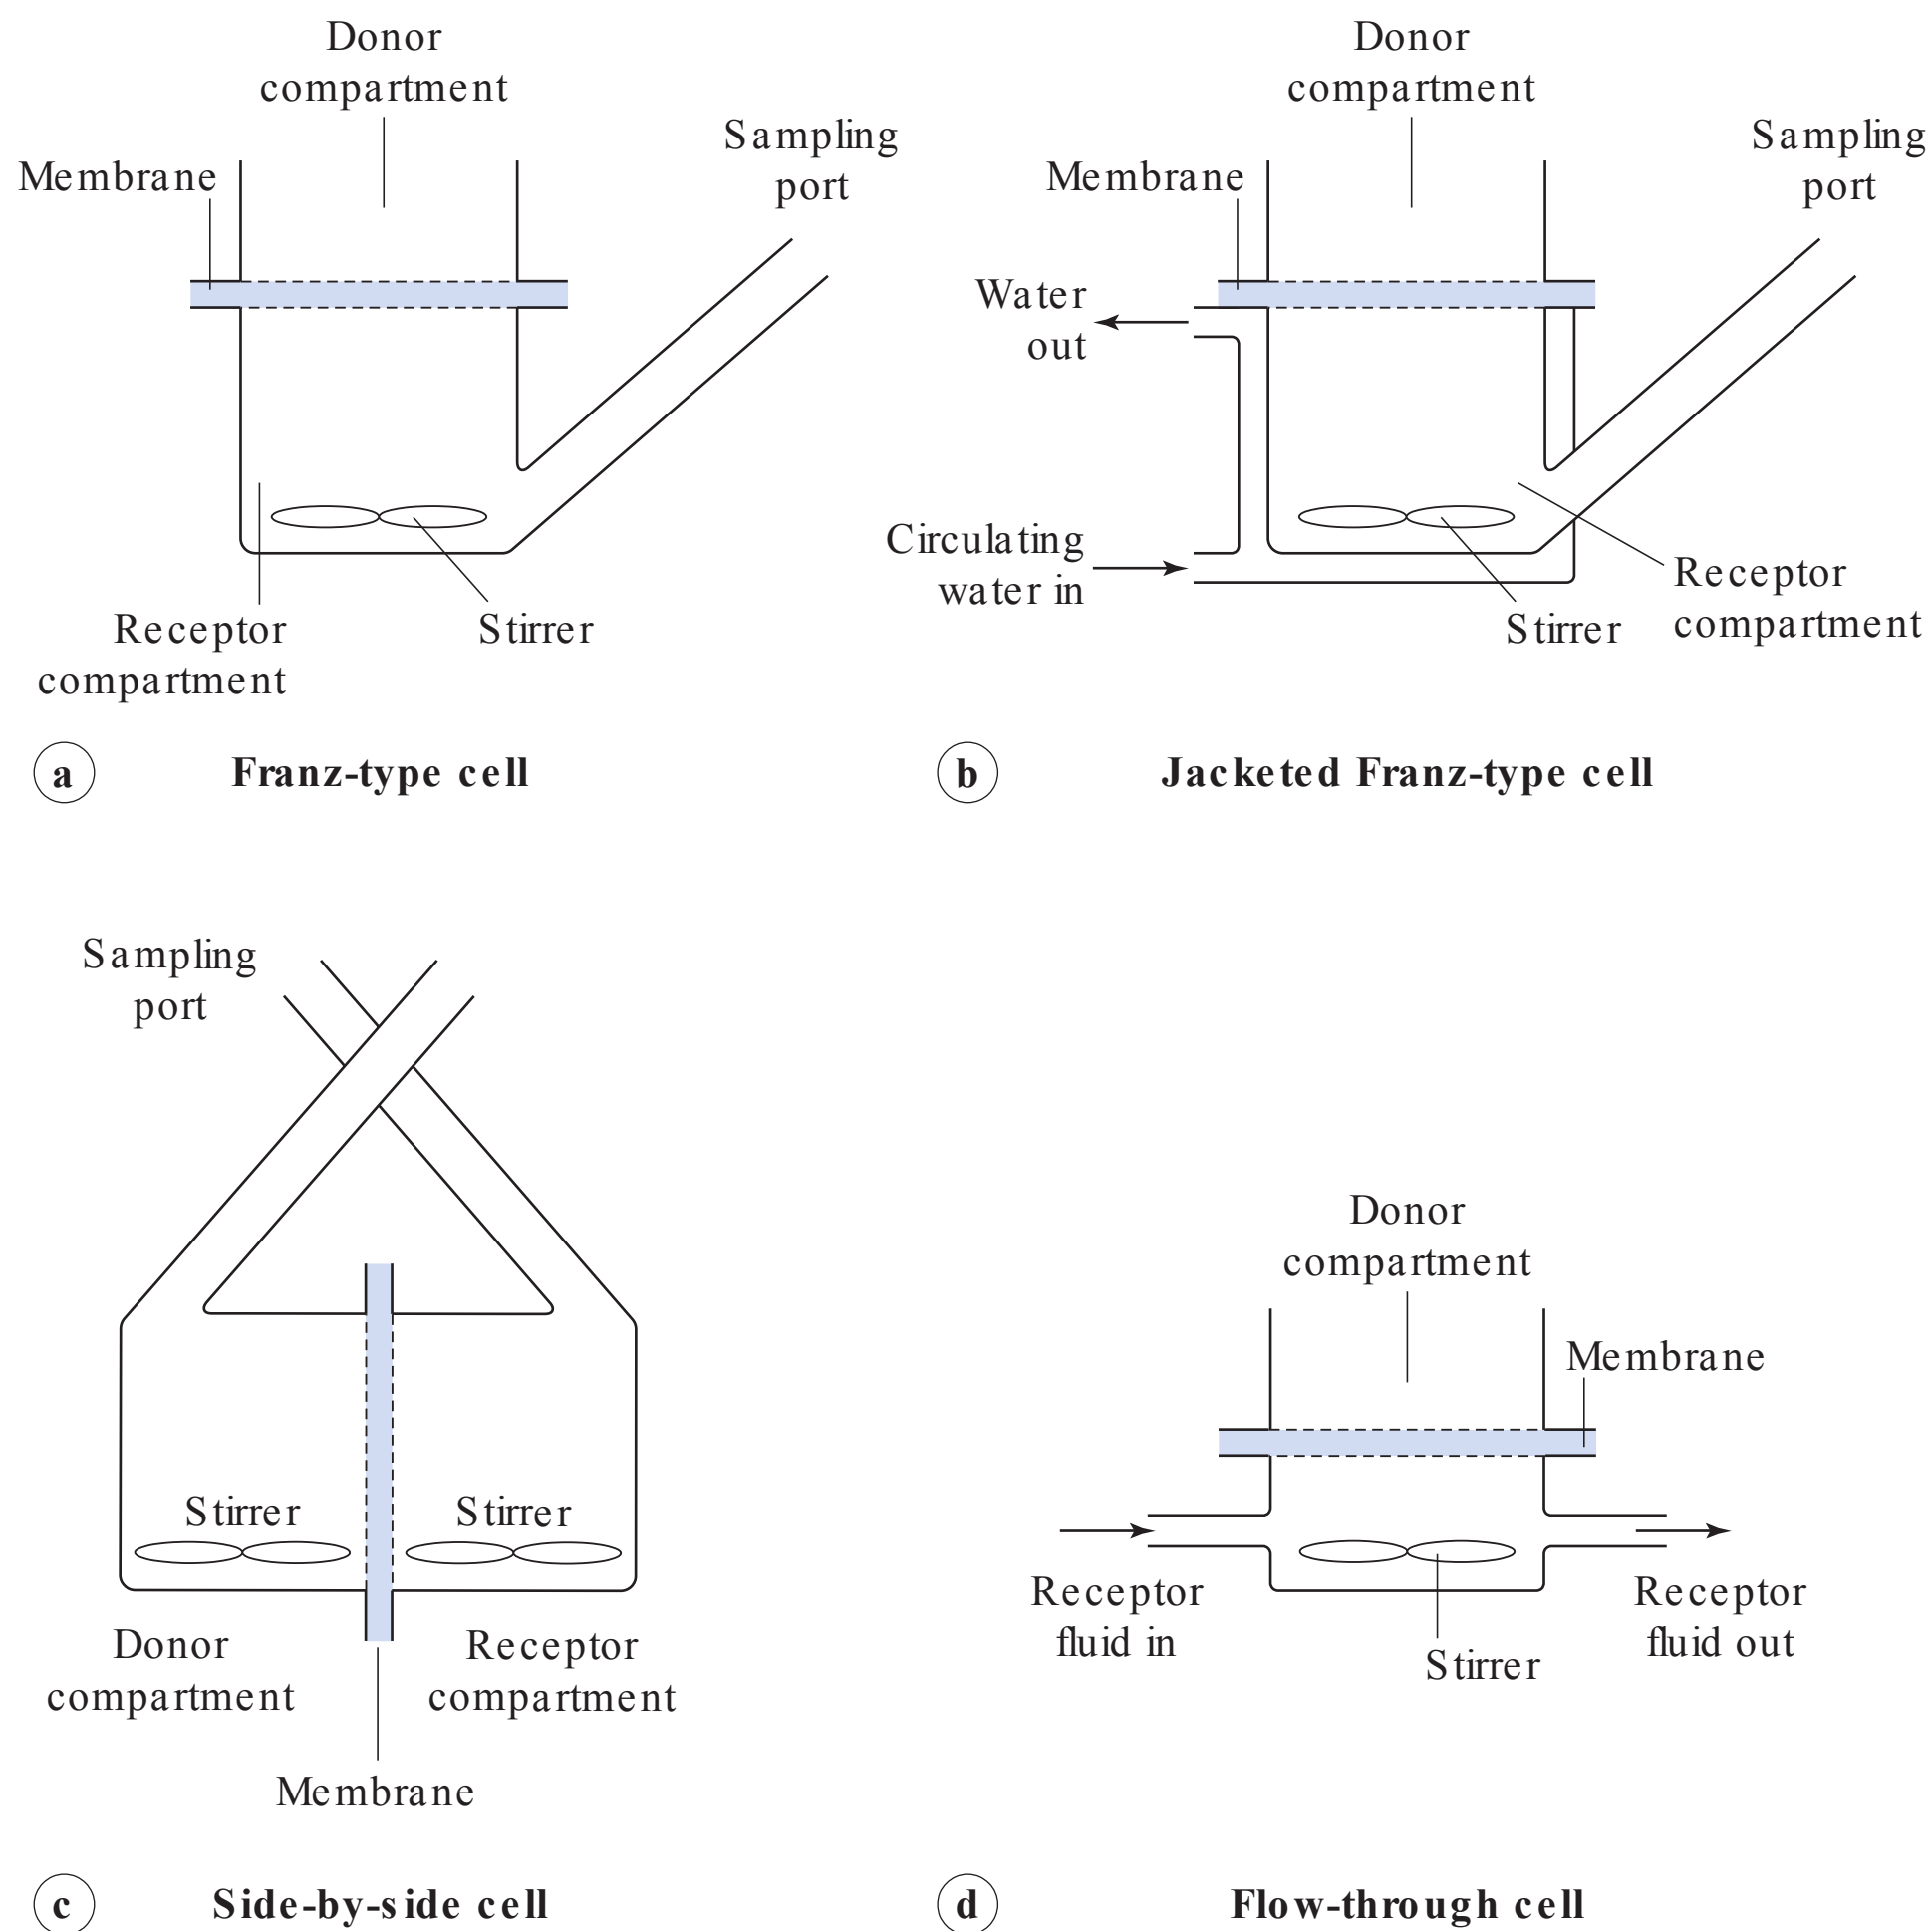 Donor
compartment
Membrane
Sampling
port
Receptor
compartment
Stirrer
a
Franz-type cell
Donor
compartment
Membrane
Sampling
port
Water
out
Circulating
water in
Receptor
compartment
Stirrer
b
Jacketed Franz-type cell
Sampling
port
Stirrer
Stirrer
Donor
compartment
Receptor
compartment
Membrane
c
Side-by-side cell
Donor
compartment
Membrane
Receptor
fluid in
Receptor
fluid out
Stirrer
d
Flow-through cell